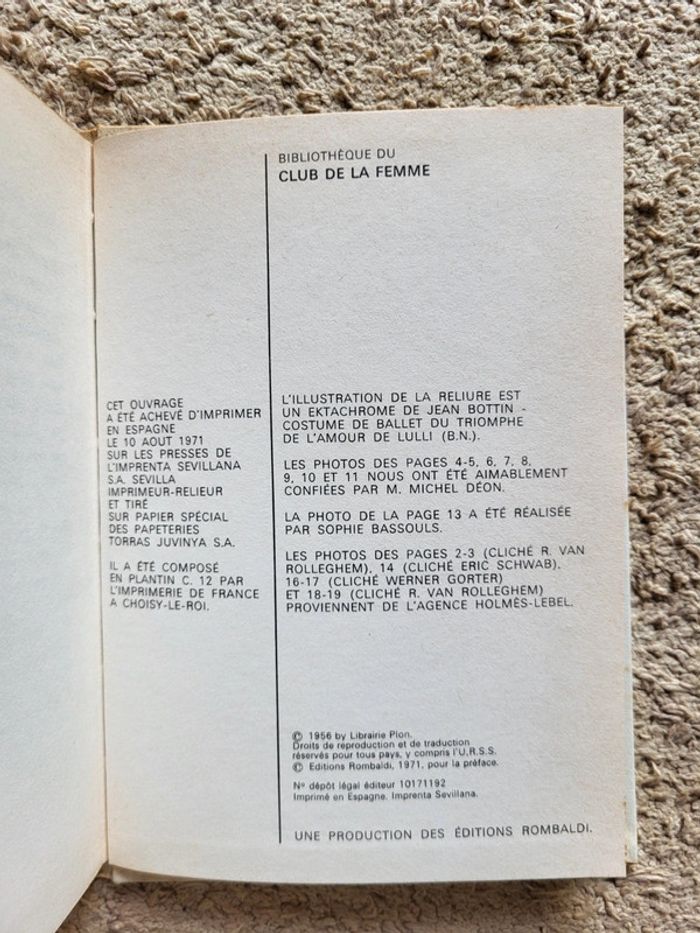 BIBLIOTHÈQUE DU
CLUB DE LA FEMME
CET OUVRAGE
A ÉTÉ ACHEVÉ D'IMPRIMER
EN ESPAGNE
LE 10 AOUT 1971
SUR LES PRESSES DE
L'IMPRENTA SEVILLANA
S.A. SEVILLA
IMPRIMEUR-RELIEUR
ET TIRÉ
SUR PAPIER SPÉCIAL
DES PAPETERIES
TORRAS JUVINYA S.A.
IL A ÉTÉ COMPOSÉ
EN PLANTIN C. 12 PAR
L'IMPRIMERIE DE FRANCE
A CHOISY-LE-ROI.
L'ILLUSTRATION DE LA RELIURE EST
UN EKTACHROME DE JEAN BOTTIN -
COSTUME DE BALLET DU TRIOMPHE
DE L'AMOUR DE LULLI (B.N.).
LES PHOTOS DES PAGES 4-5, 6, 7, 8,
9, 10 ET 11 NOUS ONT ÉTÉ AIMABLEMENT
CONFIÉES PAR M. MICHEL DÉON.
LA PHOTO DE LA PAGE 13 A ÉTÉ RÉALISÉE
PAR SOPHIE BASSOULS.
LES PHOTOS DES PAGES 2-3 (CLICHÉ R. VAN
ROLLEGHEM), 14 (CLICHÉ ERIC SCHWAB),
16-17 (CLICHÉ WERNER GORTER)
ET 18-19 (CLICHÉ R. VAN ROLLEGHEM)
PROVIENNENT DE L'AGENCE HOLMÈS-LEBEL.
© 1956 by Librairie Plon.
Droits de reproduction et de traduction
réservés pour tous pays, y compris l'U.R.S.S.
© Editions Rombaldi, 1971, pour la préface.
N° dépôt légal éditeur 10171192
Imprimé en Espagne. Imprenta Sevillana.
UNE PRODUCTION DES ÉDITIONS ROMBALDI.